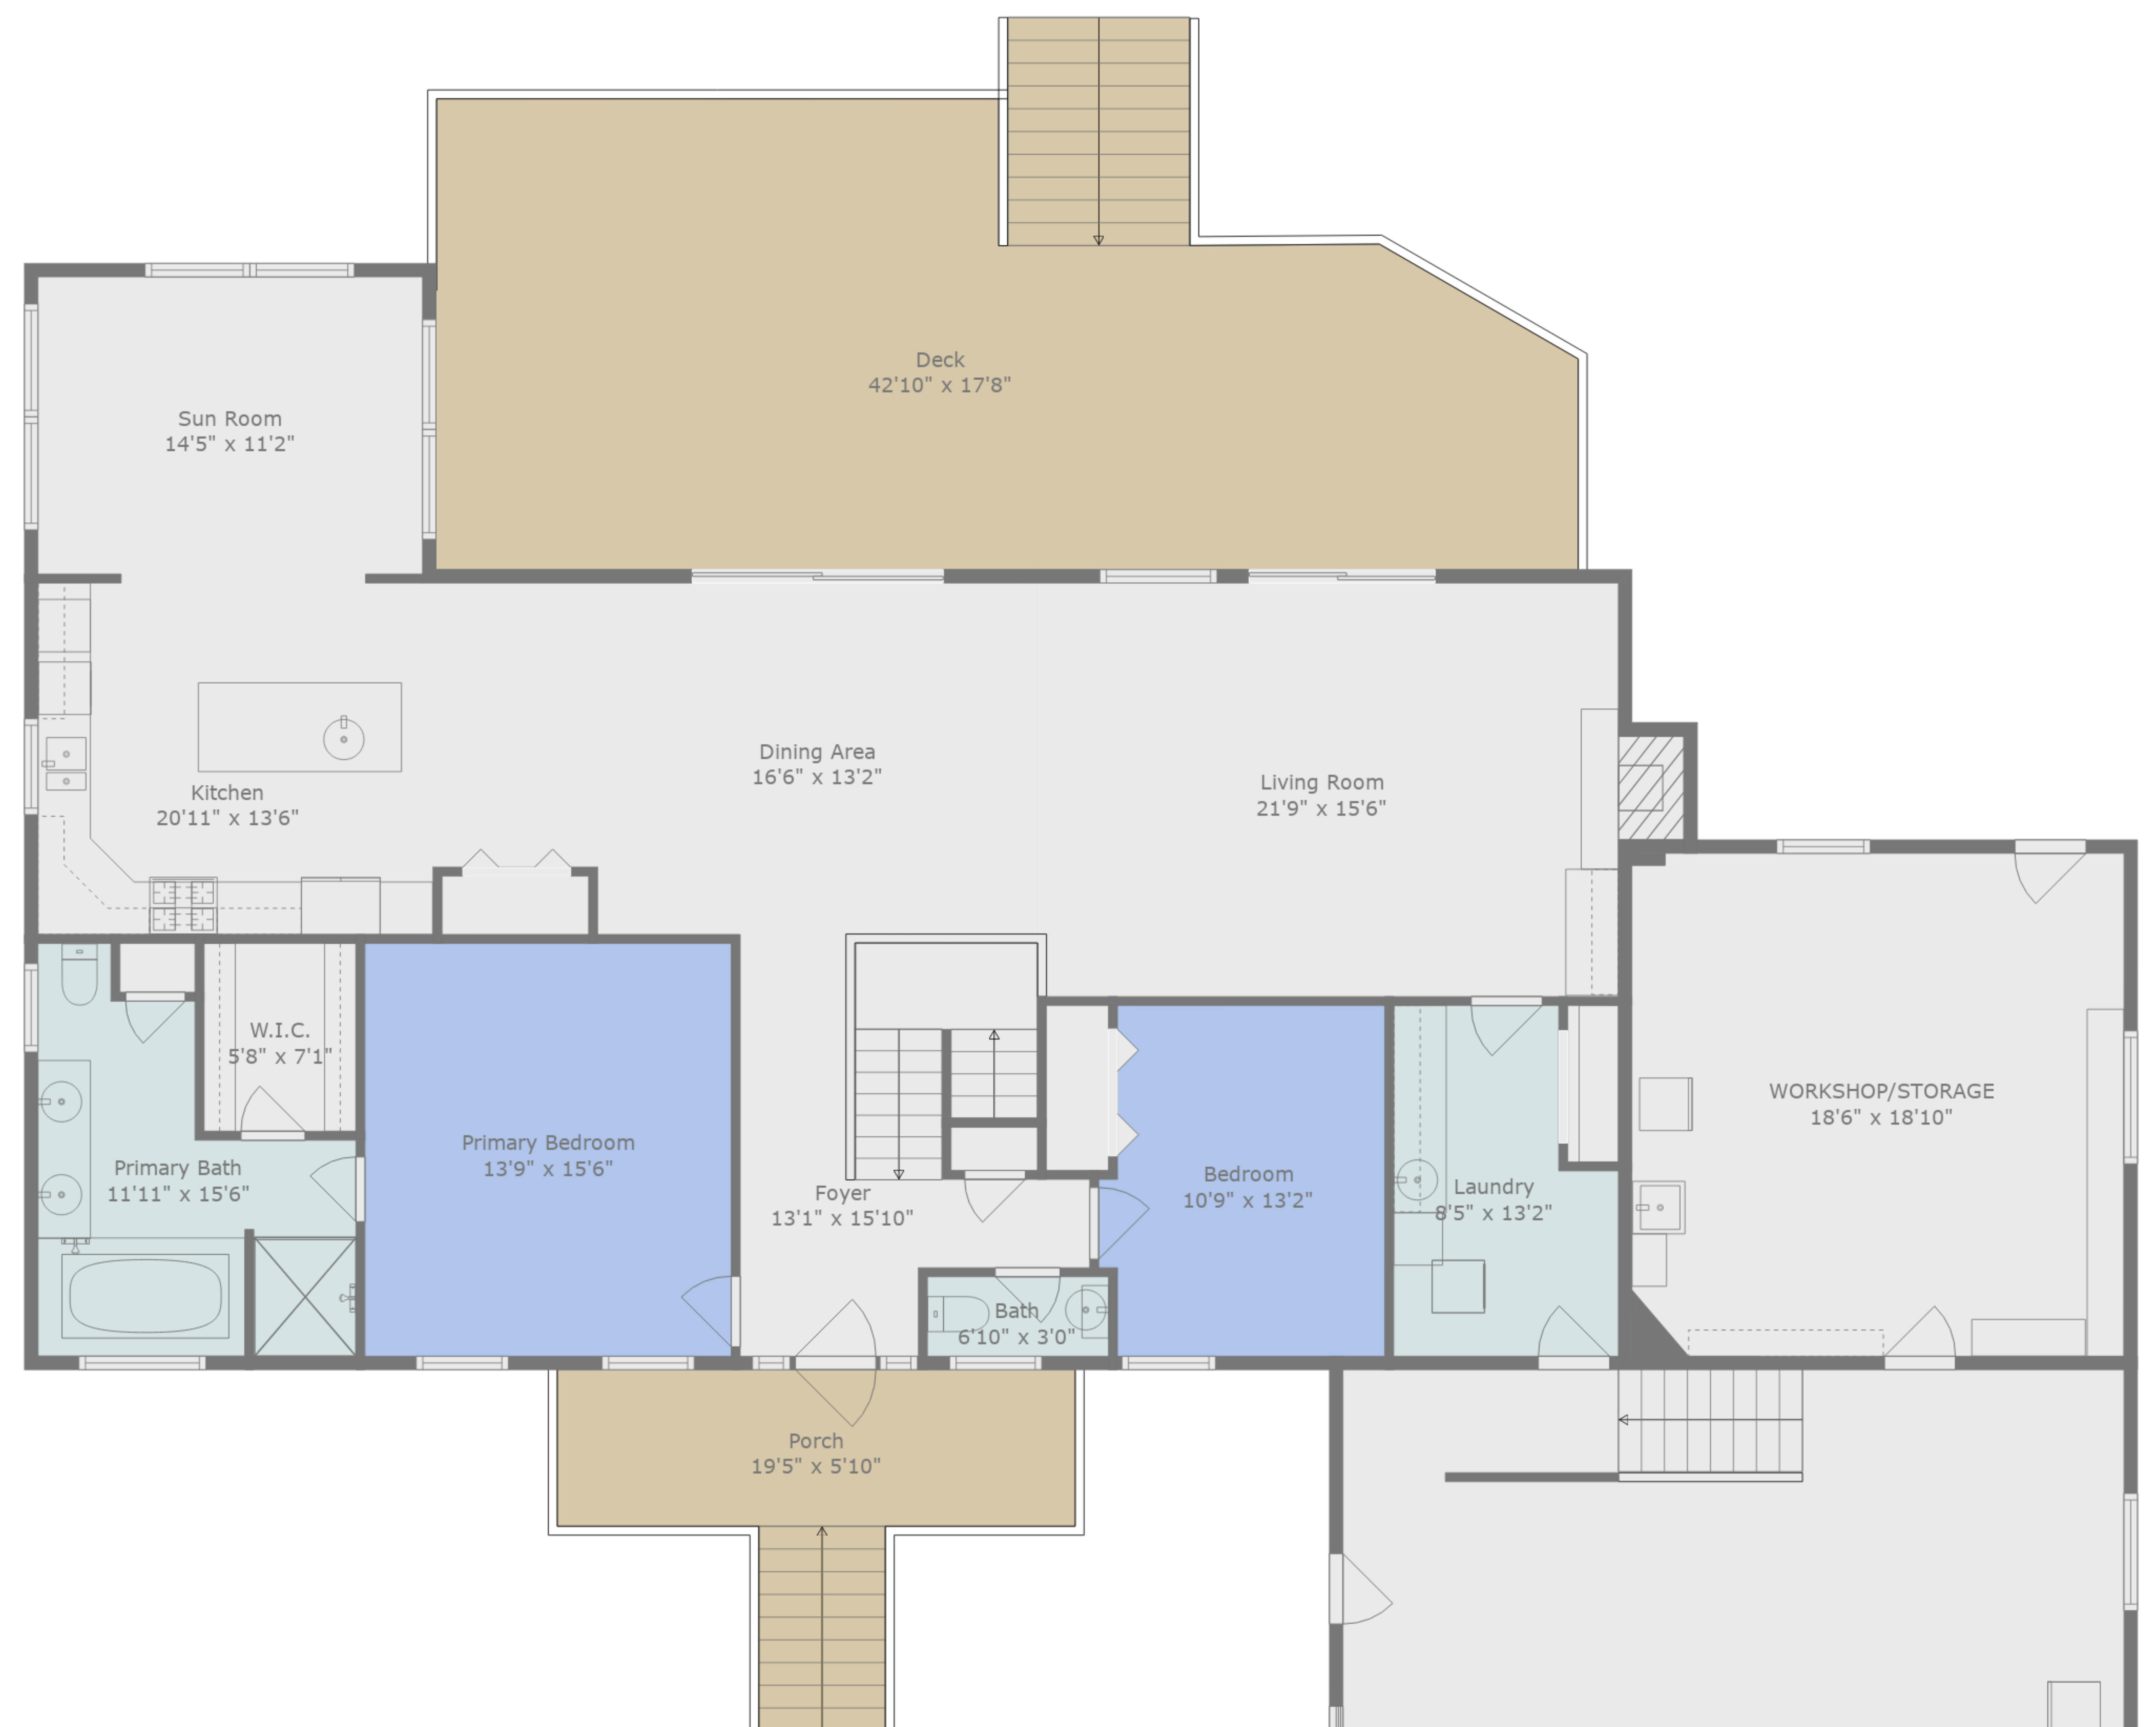 Deck
42'10" x 17'8"
Sun Room
14'5" x 11'2"
Dining Area
16'6" x 13'2"
Living Room
21'9" x 15'6"
Kitchen
20'11" x 13'6"
W.I.C.
5'8" x 7'1"
WORKSHOP/STORAGE
18'6" x 18'10"
Primary Bedroom
13'9" x 15'6"
Primary Bath
11'11" x 15'6"
Bedroom
10'9" x 13'2"
Laundry
8'5" x 13'2"
Foyer
13'1" x 15'10"
Bath
6'10" x 3'0"
Porch
19'5" x 5'10"